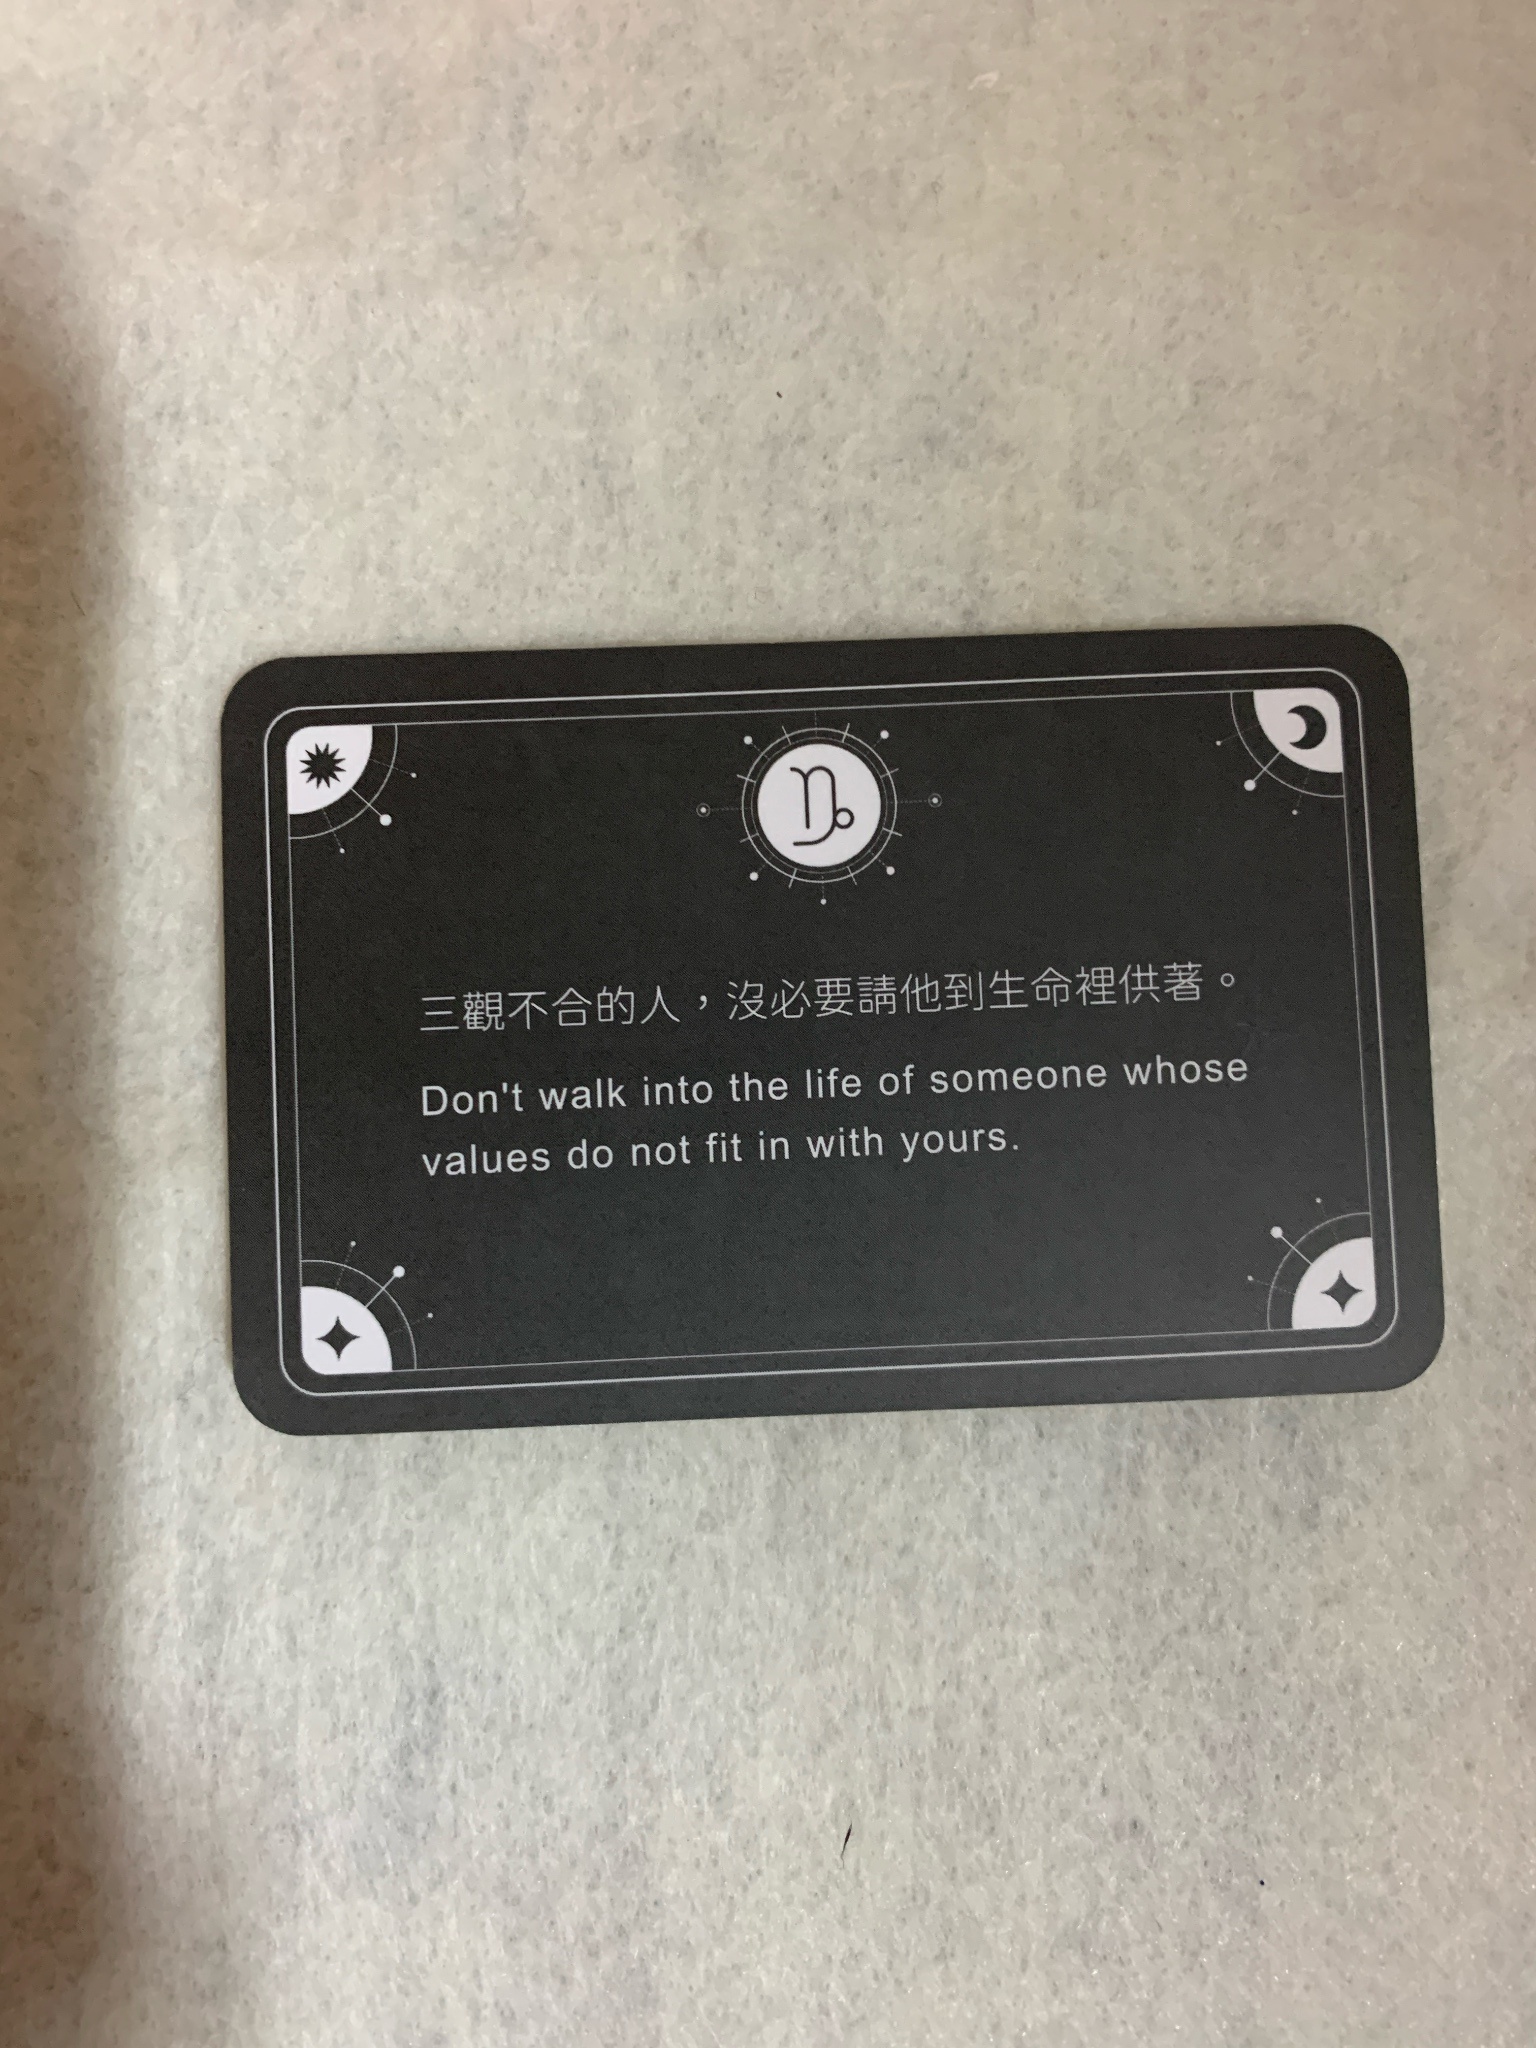 三觀不合的人，沒必要請他到生命裡供著。
Don't walk into the life of someone whose
values do not fit in with yours.